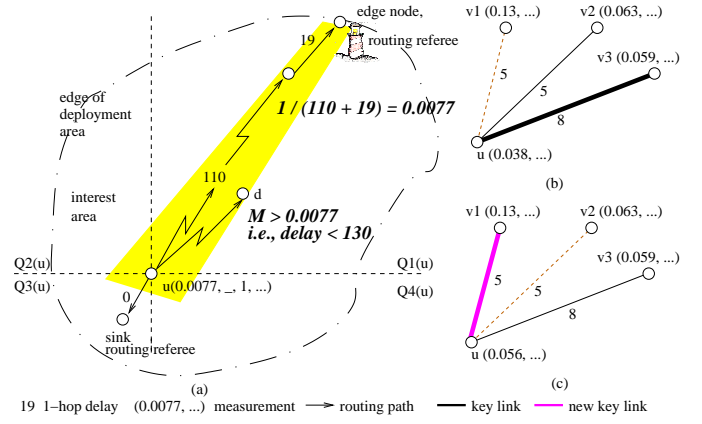 edge node,
routing referee
19
edge of
deployment
area
1 / (110 + 19) = 0.0077
110
interest
area
d
M > 0.0077
i.e., delay < 130
Q2(u)
Q1(u)
Q3(u)
Q4(u)
0
u(0.0077, _, 1, ...)
sink
routing referee
(a)
v1 (0.13, ...)
v2 (0.063, ...)
v3 (0.059, ...)
5
5
8
u (0.038, ...)
(b)
v1 (0.13, ...)
v2 (0.063, ...)
v3 (0.059, ...)
5
5
8
u (0.056, ...)
(c)
19 1-hop delay (0.0077, ...) measurement routing path key link new key link